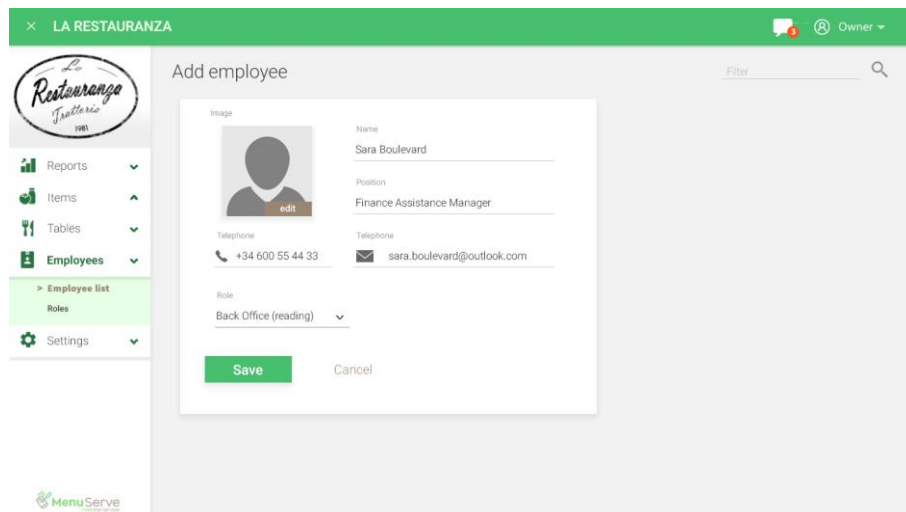 × LA RESTAURANZA
3
Owner
La
Restauranza
Trattoria
1981
Add employee
Filter
Reports
Items
Tables
Employees
> Employee list
Roles
Settings
Image
edit
Name
Sara Boulevard
Position
Finance Assistance Manager
Telephone
+34 600 55 44 33
Telephone
sara.boulevard@outlook.com
Role
Back Office (reading)
Save
Cancel
MenuServe